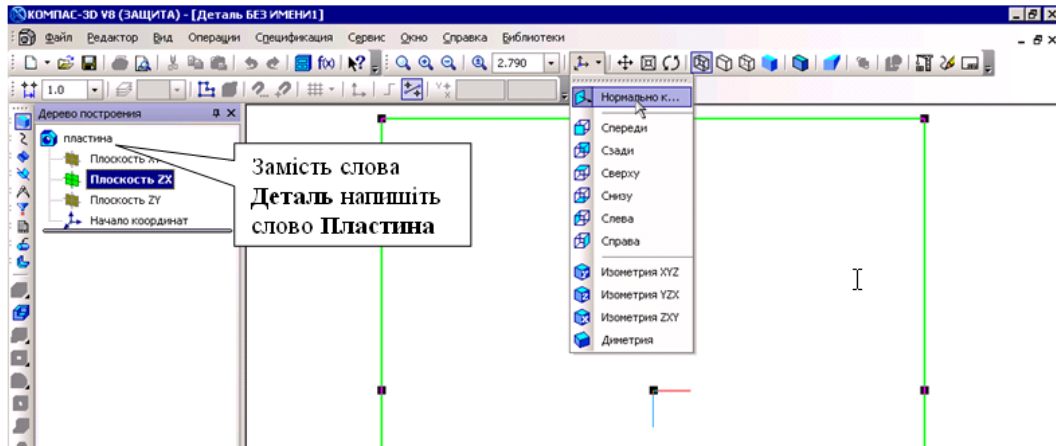 КОМПАС-3D V8 (ЗАЩИТА) - [Деталь БЕЗ ИМЕНИ1]
Файл Редактор Вид Операции Спецификация Сервис Окно Справка Библиотеки
f(x) 2.790
1.0
Дерево построения
пластина
Плоскость XY
Плоскость ZX
Плоскость ZY
Начало координат
Замість слова
Деталь напишіть
слово Пластина
Нормально к...
Спереди
Сзади
Сверху
Снизу
Слева
Справа
Изометрия XYZ
Изометрия YZX
Изометрия ZXY
Диметрия